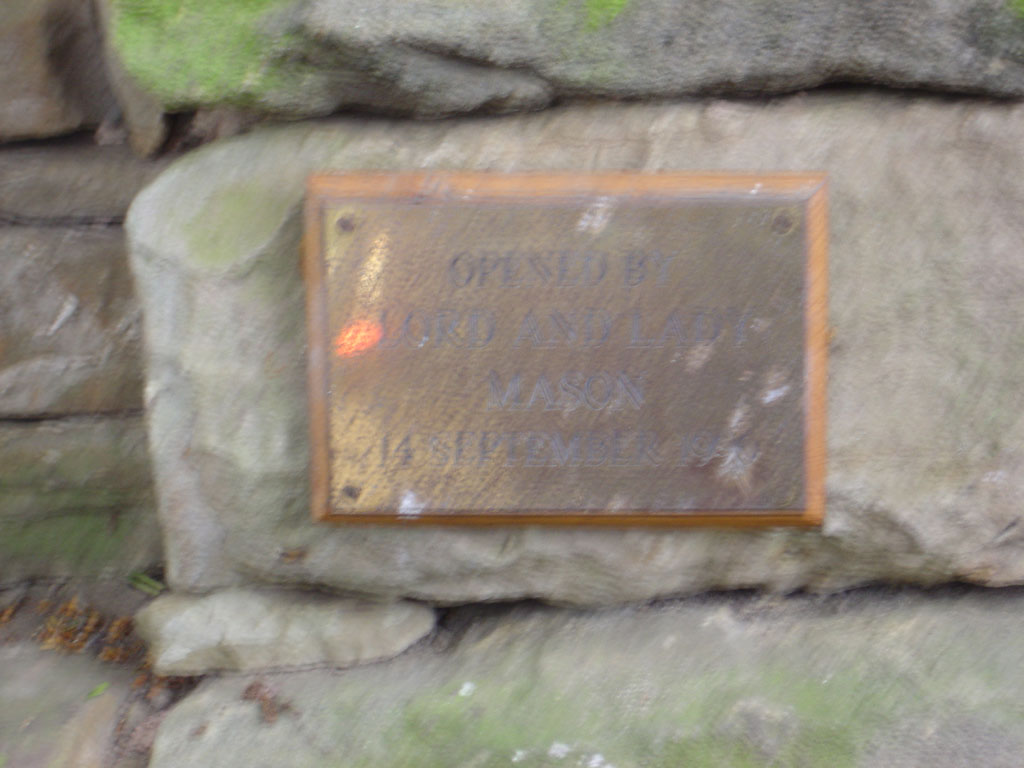 OPENED BY
LORD AND LADY
MASON
14 SEPTEMBER